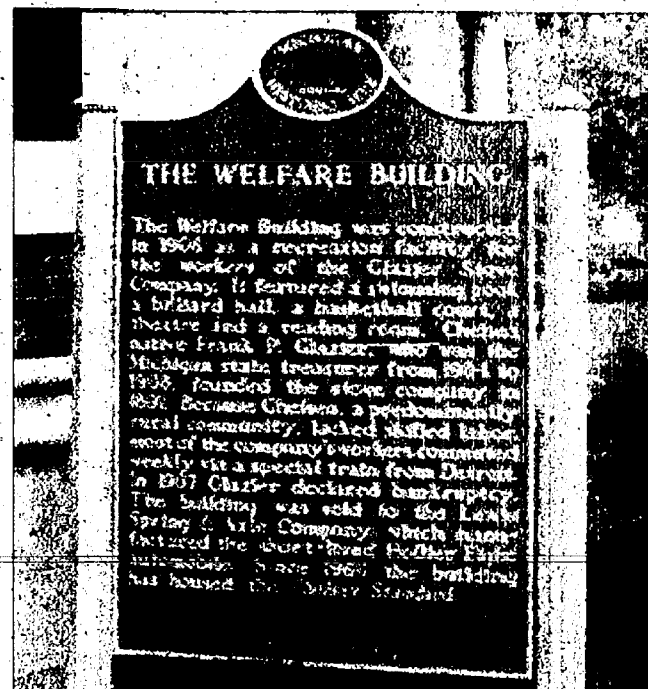 MICHIGAN
THE WELFARE BUILDING
The Welfare Building was constructed
in 1906 as a recreation facility for
the workers of the Glazier Stove
Company. It featured a swimming pool,
a billiard hall, a basketball court, a
theatre and a reading room. Chelsea
native Frank P. Glazier, who was the
Michigan state treasurer from 1904 to
1908, founded the stove company in
Because Chelsea, a predominantly
rural community, lacked skilled labor,
most of the company's workers commuted
weekly via a special train from Detroit.
In 1907 Glazier declared bankruptcy.
The building was sold to the Lewis
Spring & Axle Company, which manu-
factured the short-lived Hollier Eight
automobile. Since 1960 the building
has housed the Chelsea Standard.